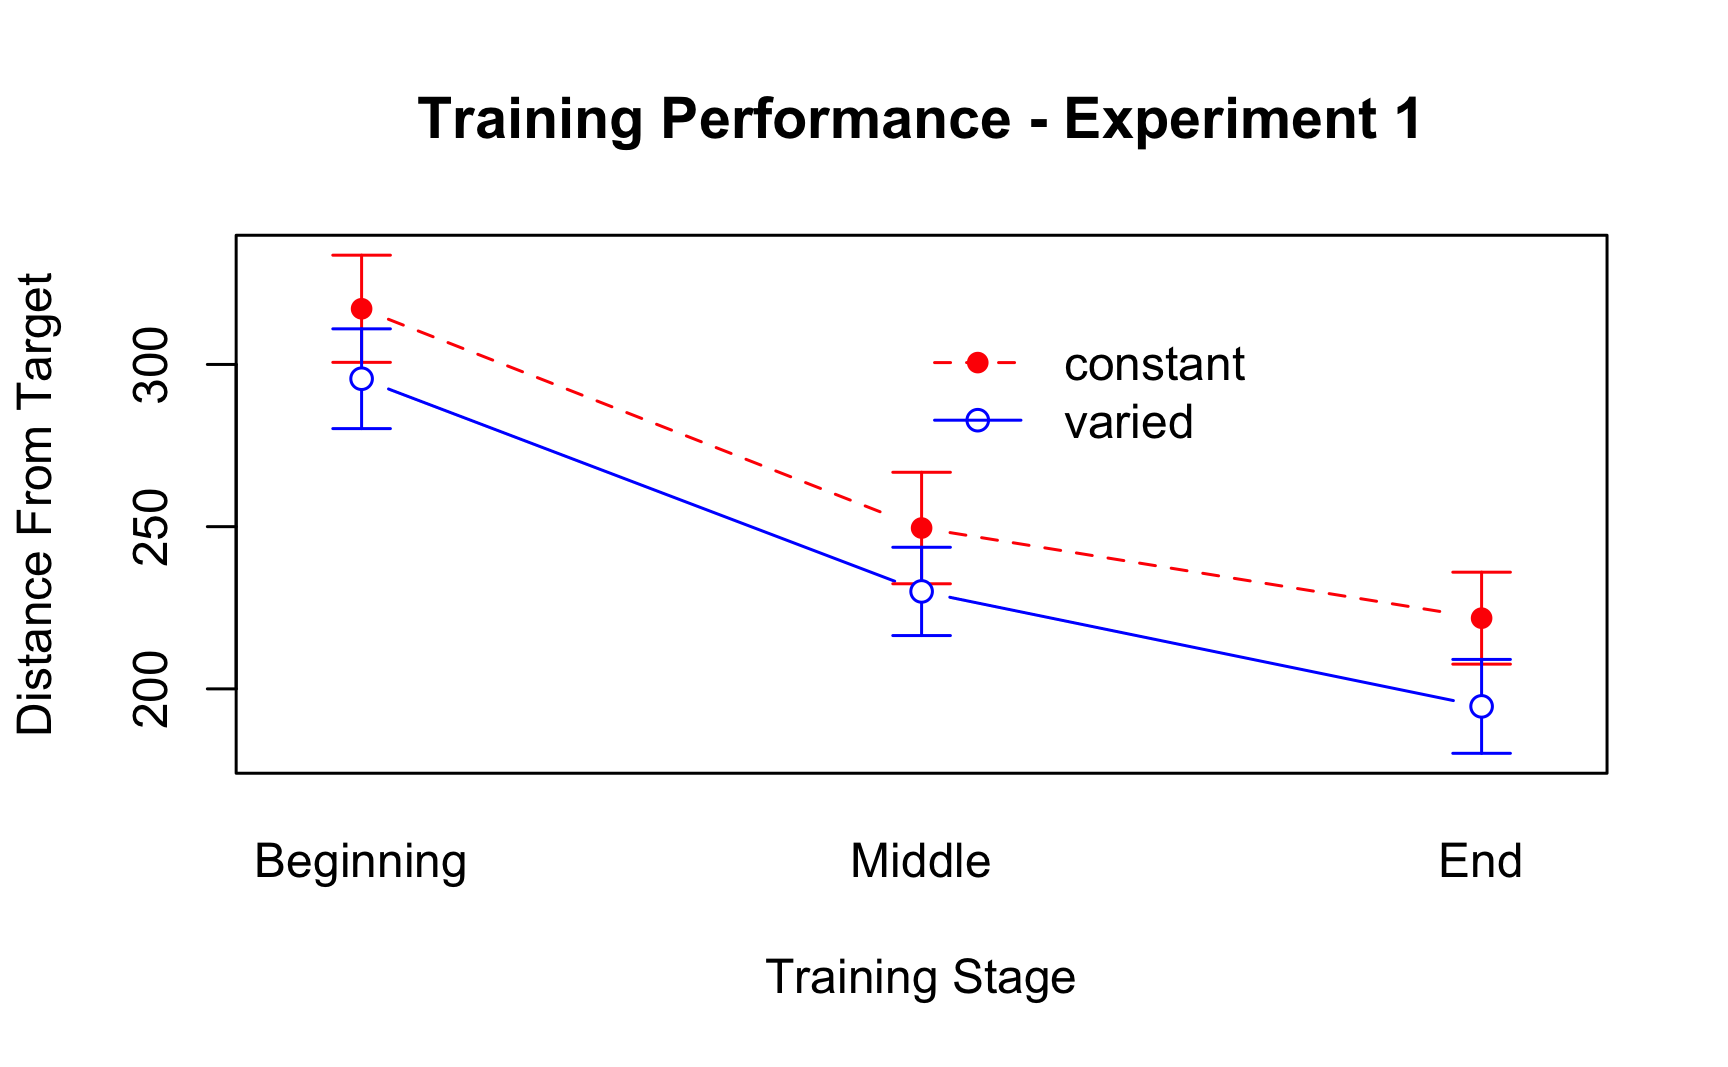 Training Performance - Experiment 1
Distance From Target
300
250
200
constant
varied
Beginning Middle End
Training Stage